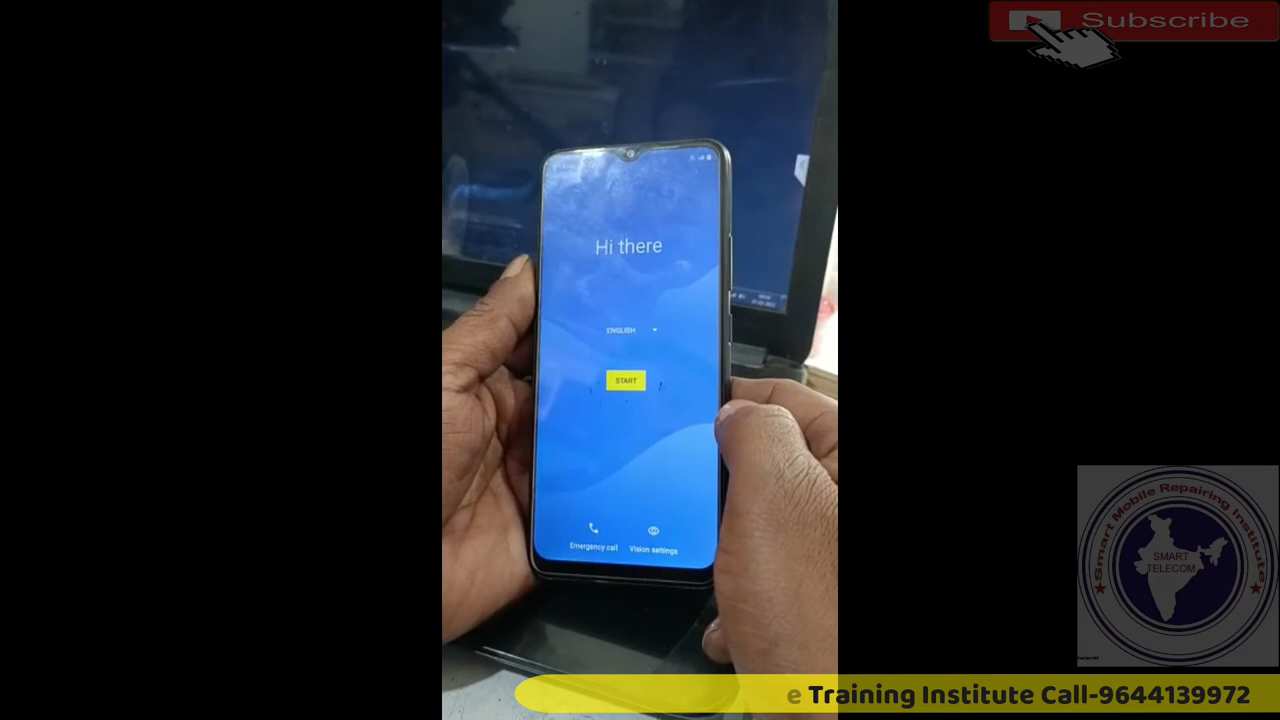 Subscribe
Hi there
ENGLISH
START
Emergency call
Vision settings
Smart Mobile Repairing Institute
SMART
TELECOM
e Training Institute Call-9644139972